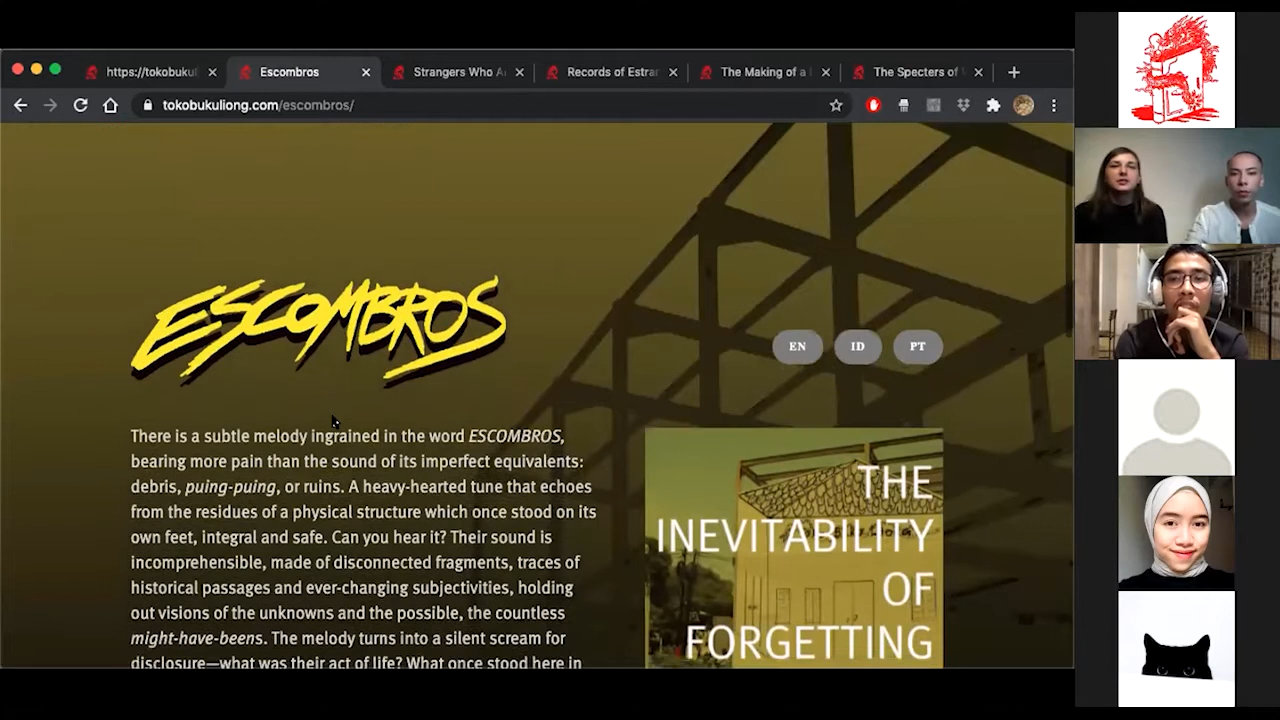 https://tokobukul
Escombros
Strangers Who A
Records of Estrar
The Making of a
The Specters of
tokobukuliong.com/escombros/
ESCOMBROS
EN
ID
PT
There is a subtle melody ingrained in the word ESCOMBROS,
bearing more pain than the sound of its imperfect equivalents:
debris, puing-puing, or ruins. A heavy-hearted tune that echoes
from the residues of a physical structure which once stood on its
own feet, integral and safe. Can you hear it? Their sound is
incomprehensible, made of disconnected fragments, traces of
historical passages and ever-changing subjectivities, holding
out visions of the unknowns and the possible, the countless
might-have-beens. The melody turns into a silent scream for
disclosure—what was their act of life? What once stood here in
THE
INEVITABILITY
OF
FORGETTING